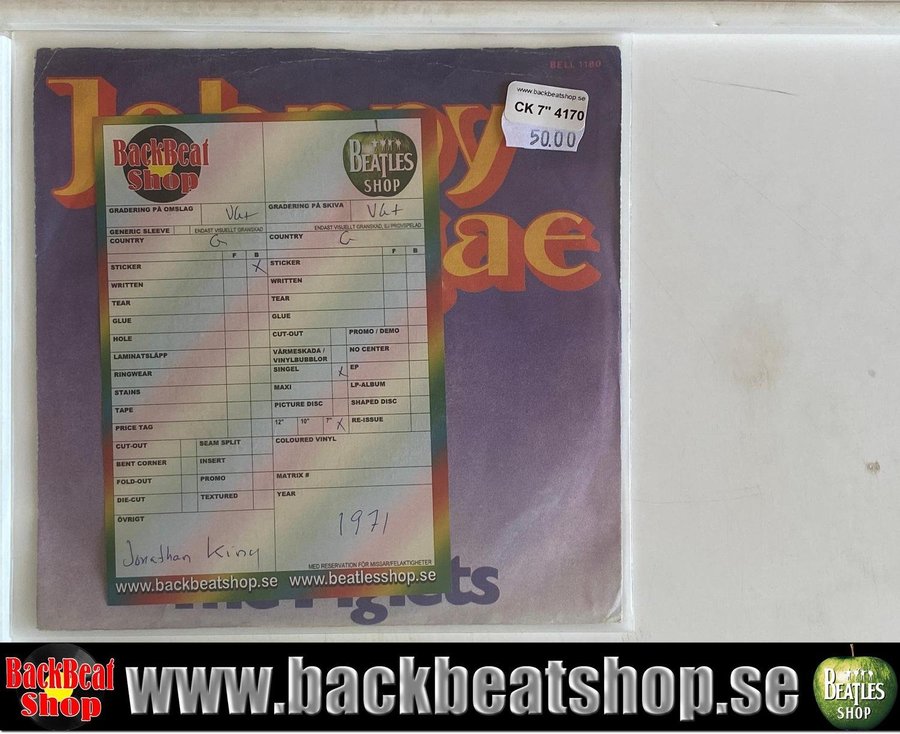 BELL 1180
Johnny
www.backbeatshop.se
CK 7" 4170
50.00
gae
BackBeat
Shop
BEATLES
SHOP
GRADERING PÅ OMSLAG VG+
GRADERING PÅ SKIVA VG+
GENERIC SLEEVE ENDAST VISUELLT GRANSKAD
ENDAST VISUELLT GRANSKAD, EJ PROVSPELAD
COUNTRY G
COUNTRY G
F B
F B
STICKER X
STICKER
WRITTEN
WRITTEN
TEAR
TEAR
GLUE
GLUE
HOLE
CUT-OUT PROMO / DEMO
LAMINATSLÄPP
VÄRMESKADA /
VINYLBUBBLOR NO CENTER
RINGWEAR
SINGEL X EP
STAINS
MAXI LP-ALBUM
TAPE
PICTURE DISC SHAPED DISC
PRICE TAG
12" 10" 7" X RE-ISSUE
CUT-OUT SEAM SPLIT
COLOURED VINYL
BENT CORNER INSERT
FOLD-OUT PROMO
MATRIX #
DIE-CUT TEXTURED
YEAR
ÖVRIGT
1971
Jonathan King
MED RESERVATION FÖR MISSAR/FELAKTIGHETER
www.backbeatshop.se www.beatlesshop.se
The Piglets
BackBeat
Shop
www.backbeatshop.se
BEATLES
SHOP